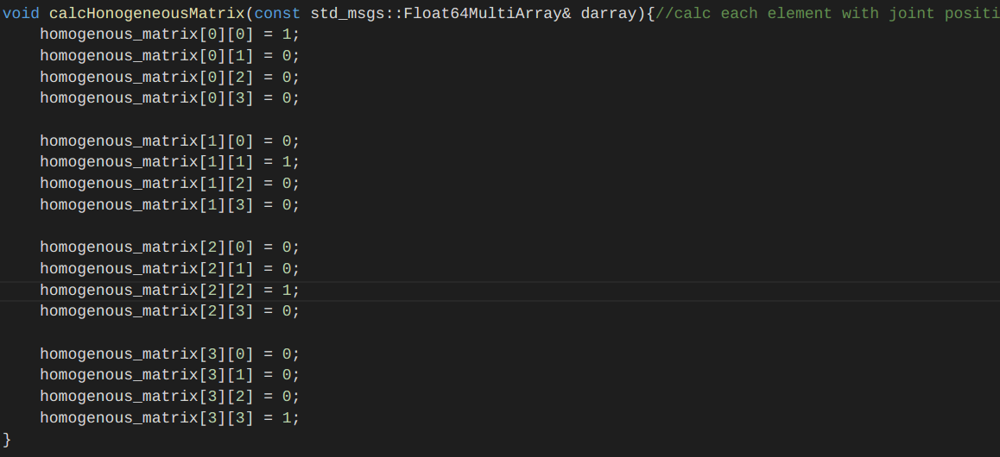 void calcHonogeneousMatrix(const std_msgs::Float64MultiArray& darray){//calc each element with joint positi
    homogenous_matrix[0][0] = 1;
    homogenous_matrix[0][1] = 0;
    homogenous_matrix[0][2] = 0;
    homogenous_matrix[0][3] = 0;

    homogenous_matrix[1][0] = 0;
    homogenous_matrix[1][1] = 1;
    homogenous_matrix[1][2] = 0;
    homogenous_matrix[1][3] = 0;

    homogenous_matrix[2][0] = 0;
    homogenous_matrix[2][1] = 0;
    homogenous_matrix[2][2] = 1;
    homogenous_matrix[2][3] = 0;

    homogenous_matrix[3][0] = 0;
    homogenous_matrix[3][1] = 0;
    homogenous_matrix[3][2] = 0;
    homogenous_matrix[3][3] = 1;
}